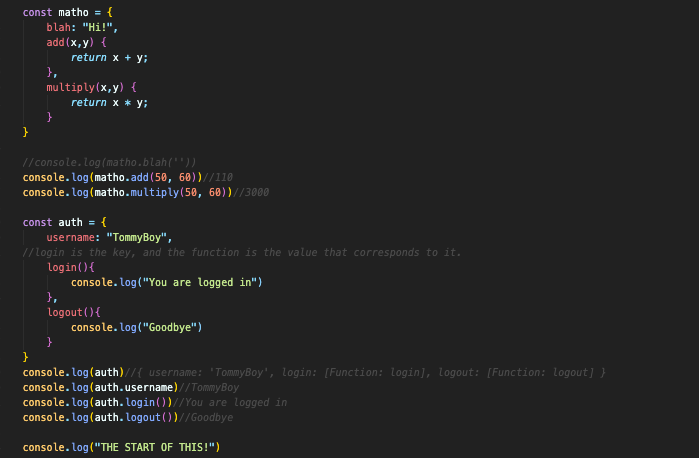 const matho = {
blah: "Hi!",
add(x,y) {
return x + y;
},
multiply(x,y) {
return x * y;
}
}
//console.log(matho.blah(''))
console.log(matho.add(50, 60))//110
console.log(matho.multiply(50, 60))//3000
const auth = {
username: "TommyBoy",
//login is the key, and the function is the value that corresponds to it.
login(){
console.log("You are logged in")
},
logout(){
console.log("Goodbye")
}
}
console.log(auth)//{ username: 'TommyBoy', login: [Function: login], logout: [Function: logout] }
console.log(auth.username)//TommyBoy
console.log(auth.login())//You are logged in
console.log(auth.logout())//Goodbye
console.log("THE START OF THIS!")